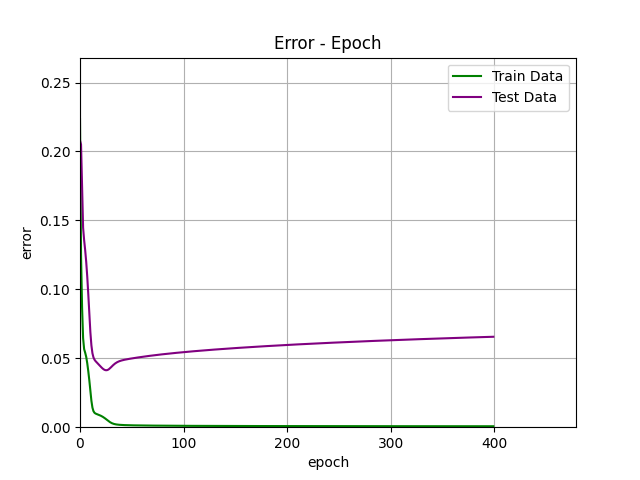 Error - Epoch
Train Data
Test Data
0.25
0.20
0.15
0.10
0.05
0.00
error
0
100
200
300
400
epoch